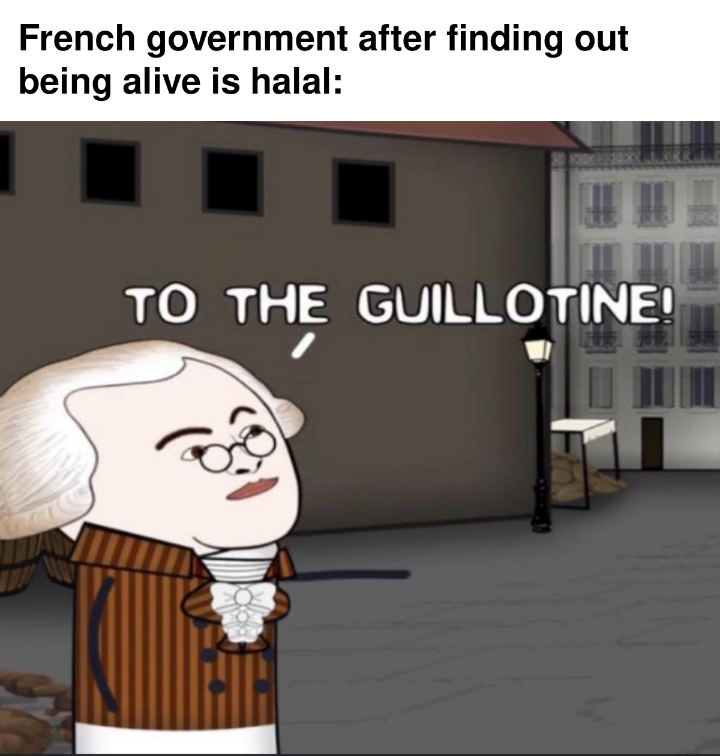 French government after finding out
being alive is halal:
TO THE GUILLOTINE!